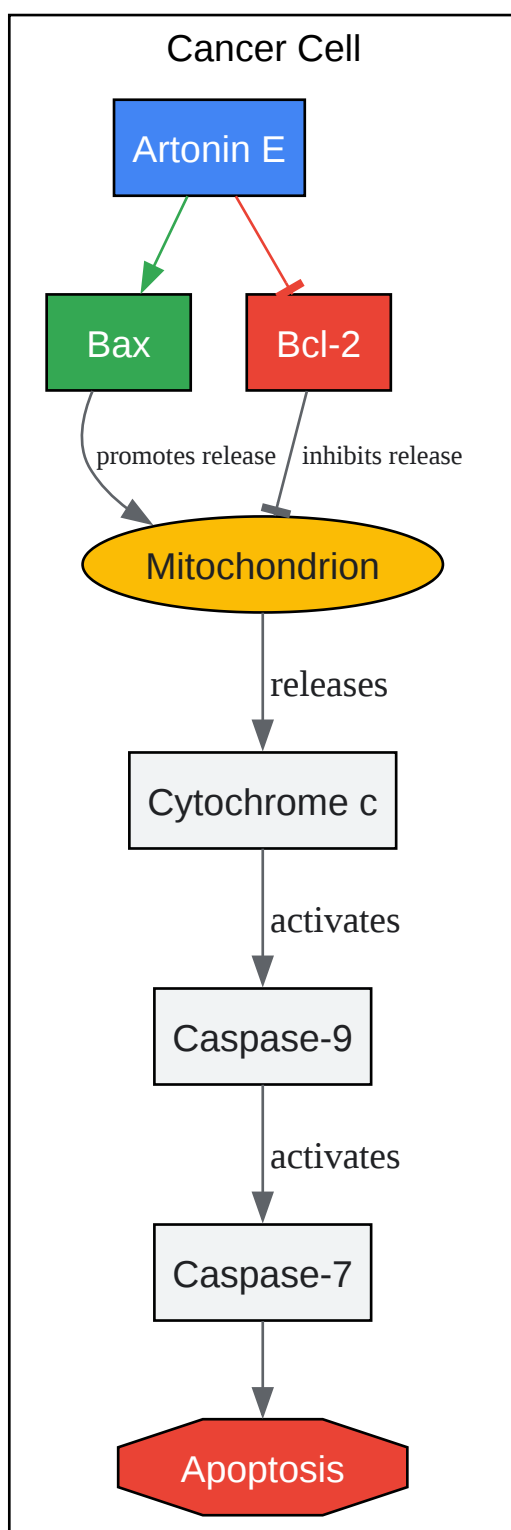 Cancer Cell
Artonin E
Bax
Bcl-2
promotes release
inhibits release
Mitochondrion
releases
Cytochrome c
activates
Caspase-9
activates
Caspase-7
Apoptosis